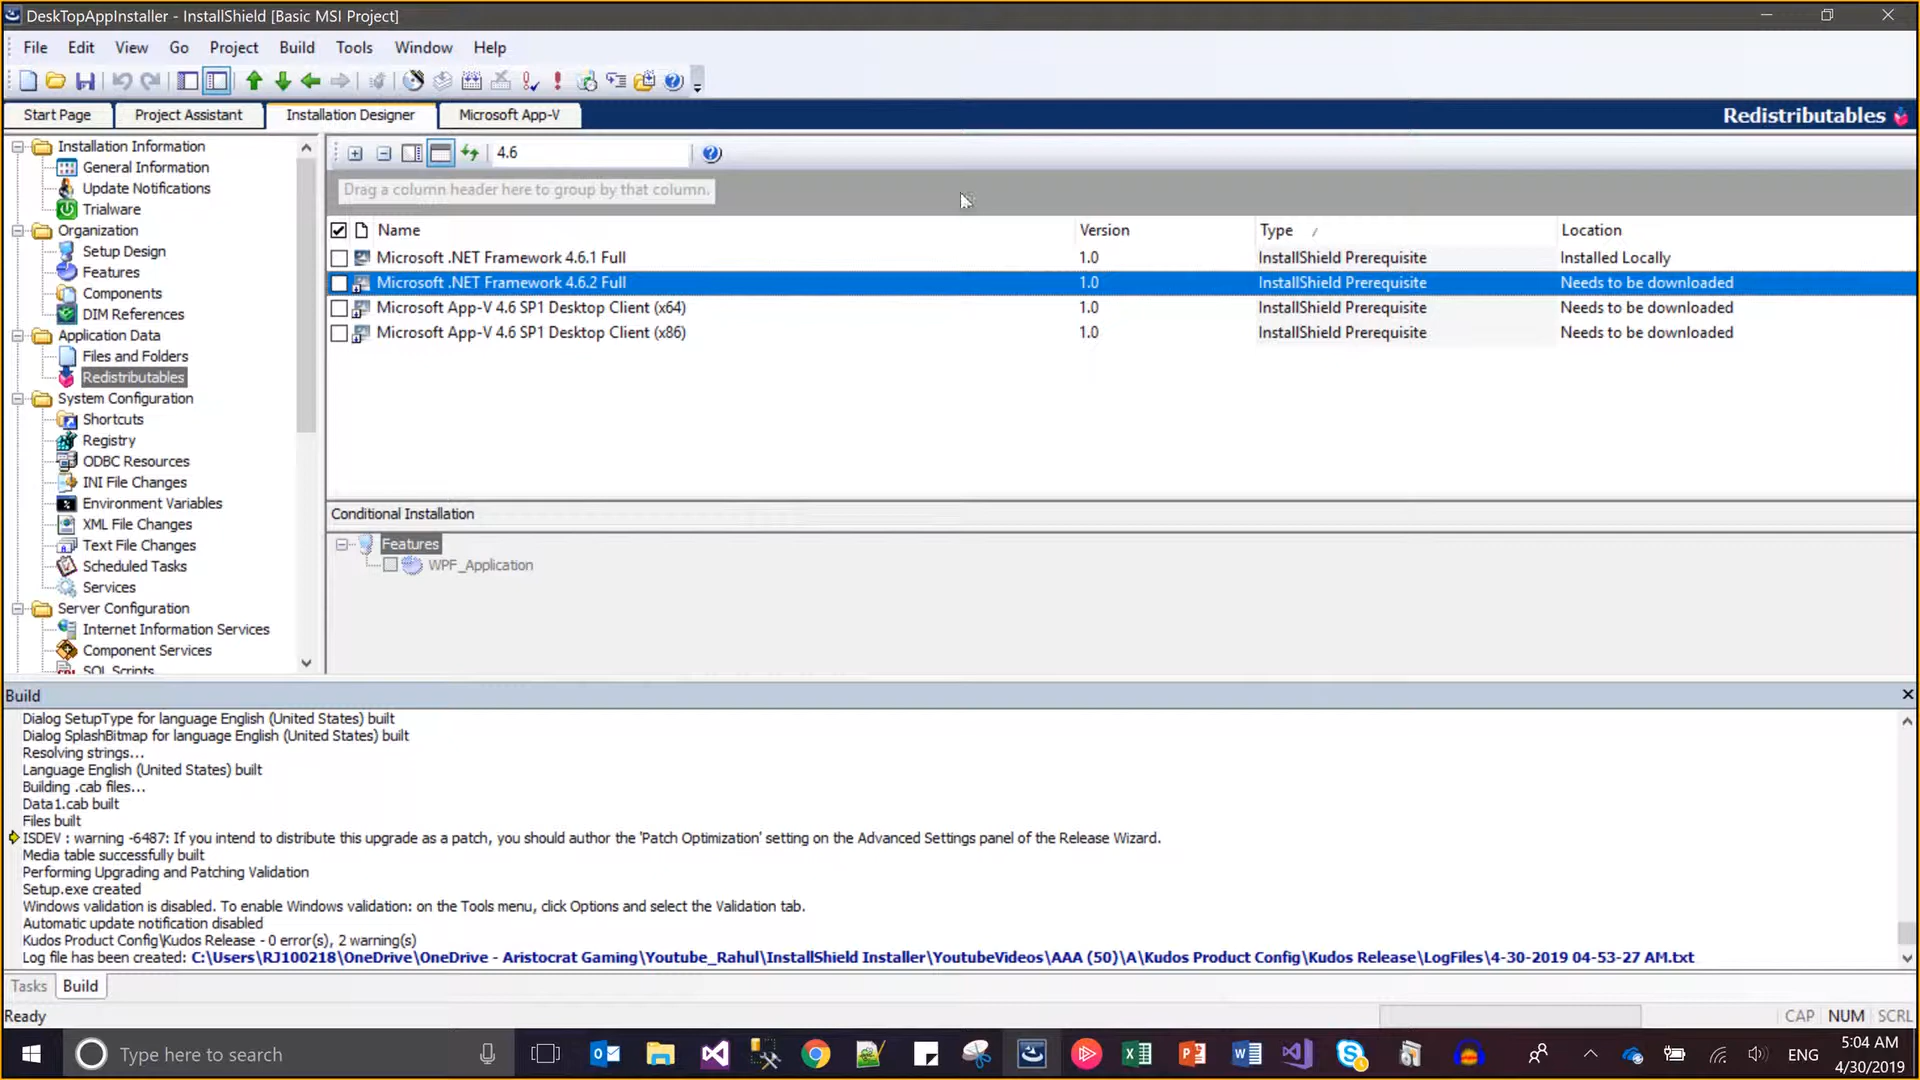 DeskTopAppInstaller - InstallShield [Basic MSI Project]
File Edit View Go Project Build Tools Window Help
Start Page Project Assistant Installation Designer Microsoft App-V Redistributables
Installation Information
General Information
Update Notifications
Trialware
Organization
Setup Design
Features
Components
DIM References
Application Data
Files and Folders
Redistributables
System Configuration
Shortcuts
Registry
ODBC Resources
INI File Changes
Environment Variables
XML File Changes
Text File Changes
Scheduled Tasks
Services
Server Configuration
Internet Information Services
Component Services
SQL Scripts
4.6
Drag a column header here to group by that column.
Name Version Type Location
Microsoft .NET Framework 4.6.1 Full 1.0 InstallShield Prerequisite Installed Locally
Microsoft .NET Framework 4.6.2 Full 1.0 InstallShield Prerequisite Needs to be downloaded
Microsoft App-V 4.6 SP1 Desktop Client (x64) 1.0 InstallShield Prerequisite Needs to be downloaded
Microsoft App-V 4.6 SP1 Desktop Client (x86) 1.0 InstallShield Prerequisite Needs to be downloaded
Conditional Installation
Features
WPF_Application
Build
Dialog SetupType for language English (United States) built
Dialog SplashBitmap for language English (United States) built
Resolving strings...
Language English (United States) built
Building .cab files...
Data1.cab built
Files built
ISDEV : warning -6487: If you intend to distribute this upgrade as a patch, you should author the 'Patch Optimization' setting on the Advanced Settings panel of the Release Wizard.
Media table successfully built
Performing Upgrading and Patching Validation
Setup.exe created
Windows validation is disabled. To enable Windows validation: on the Tools menu, click Options and select the Validation tab.
Automatic update notification disabled
Kudos Product Config\Kudos Release - 0 error(s), 2 warning(s)
Log file has been created: C:\Users\RJ100218\OneDrive\OneDrive - Aristocrat Gaming\Youtube_Rahul\InstallShield Installer\YoutubeVideos\AAA (50)\A\Kudos Product Config\Kudos Release\LogFiles\4-30-2019 04-53-27 AM.txt
Tasks Build
Ready CAP NUM SCRL
Type here to search
ENG
5:04 AM
4/30/2019